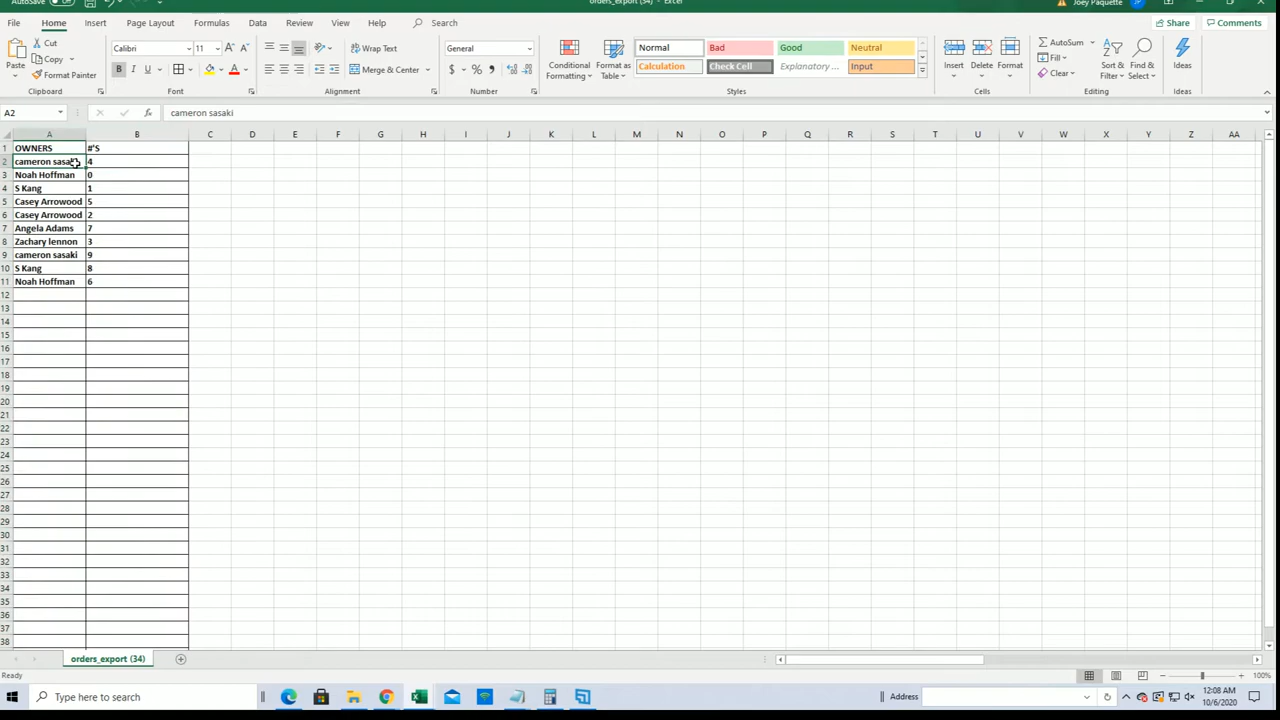 AutoSave
orders_export (34) - Excel
Joey Paquette
File Home Insert Page Layout Formulas Data Review View Help Search
Share Comments
Paste
Cut
Copy
Format Painter
Clipboard
Calibri 11
B I U
Font
Wrap Text
Merge & Center
Alignment
General
$ % ,
Number
Conditional Formatting
Format as Table
Normal Bad Good Neutral
Calculation Check Cell Explanatory ... Input
Styles
Insert Delete Format
Cells
AutoSum
Fill
Clear
Sort & Filter
Find & Select
Editing
Ideas
Ideas
A2 fx cameron sasaki
A B C D E F G H I J K L M N O P Q R S T U V W X Y Z AA
1 OWNERS #'S
2 cameron sasaki 4
3 Noah Hoffman 0
4 S Kang 1
5 Casey Arrowood 5
6 Casey Arrowood 2
7 Angela Adams 7
8 Zachary lennon 3
9 cameron sasaki 9
10 S Kang 8
11 Noah Hoffman 6
12
13
14
15
16
17
18
19
20
21
22
23
24
25
26
27
28
29
30
31
32
33
34
35
36
37
38
orders_export (34)
Ready
100%
Type here to search
Address
12:08 AM
10/6/2020